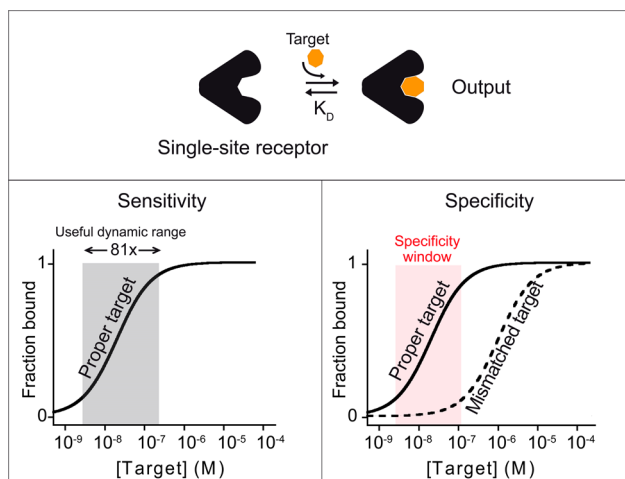 Target
K_D
Output
Single-site receptor
Sensitivity
Useful dynamic range
81x
Fraction bound
1
0
Proper target
10⁻⁹ 10⁻⁸ 10⁻⁷ 10⁻⁶ 10⁻⁵ 10⁻⁴
[Target] (M)
Specificity
Specificity
window
Fraction bound
1
0
Proper target
Mismatched target
10⁻⁹ 10⁻⁸ 10⁻⁷ 10⁻⁶ 10⁻⁵ 10⁻⁴
[Target] (M)